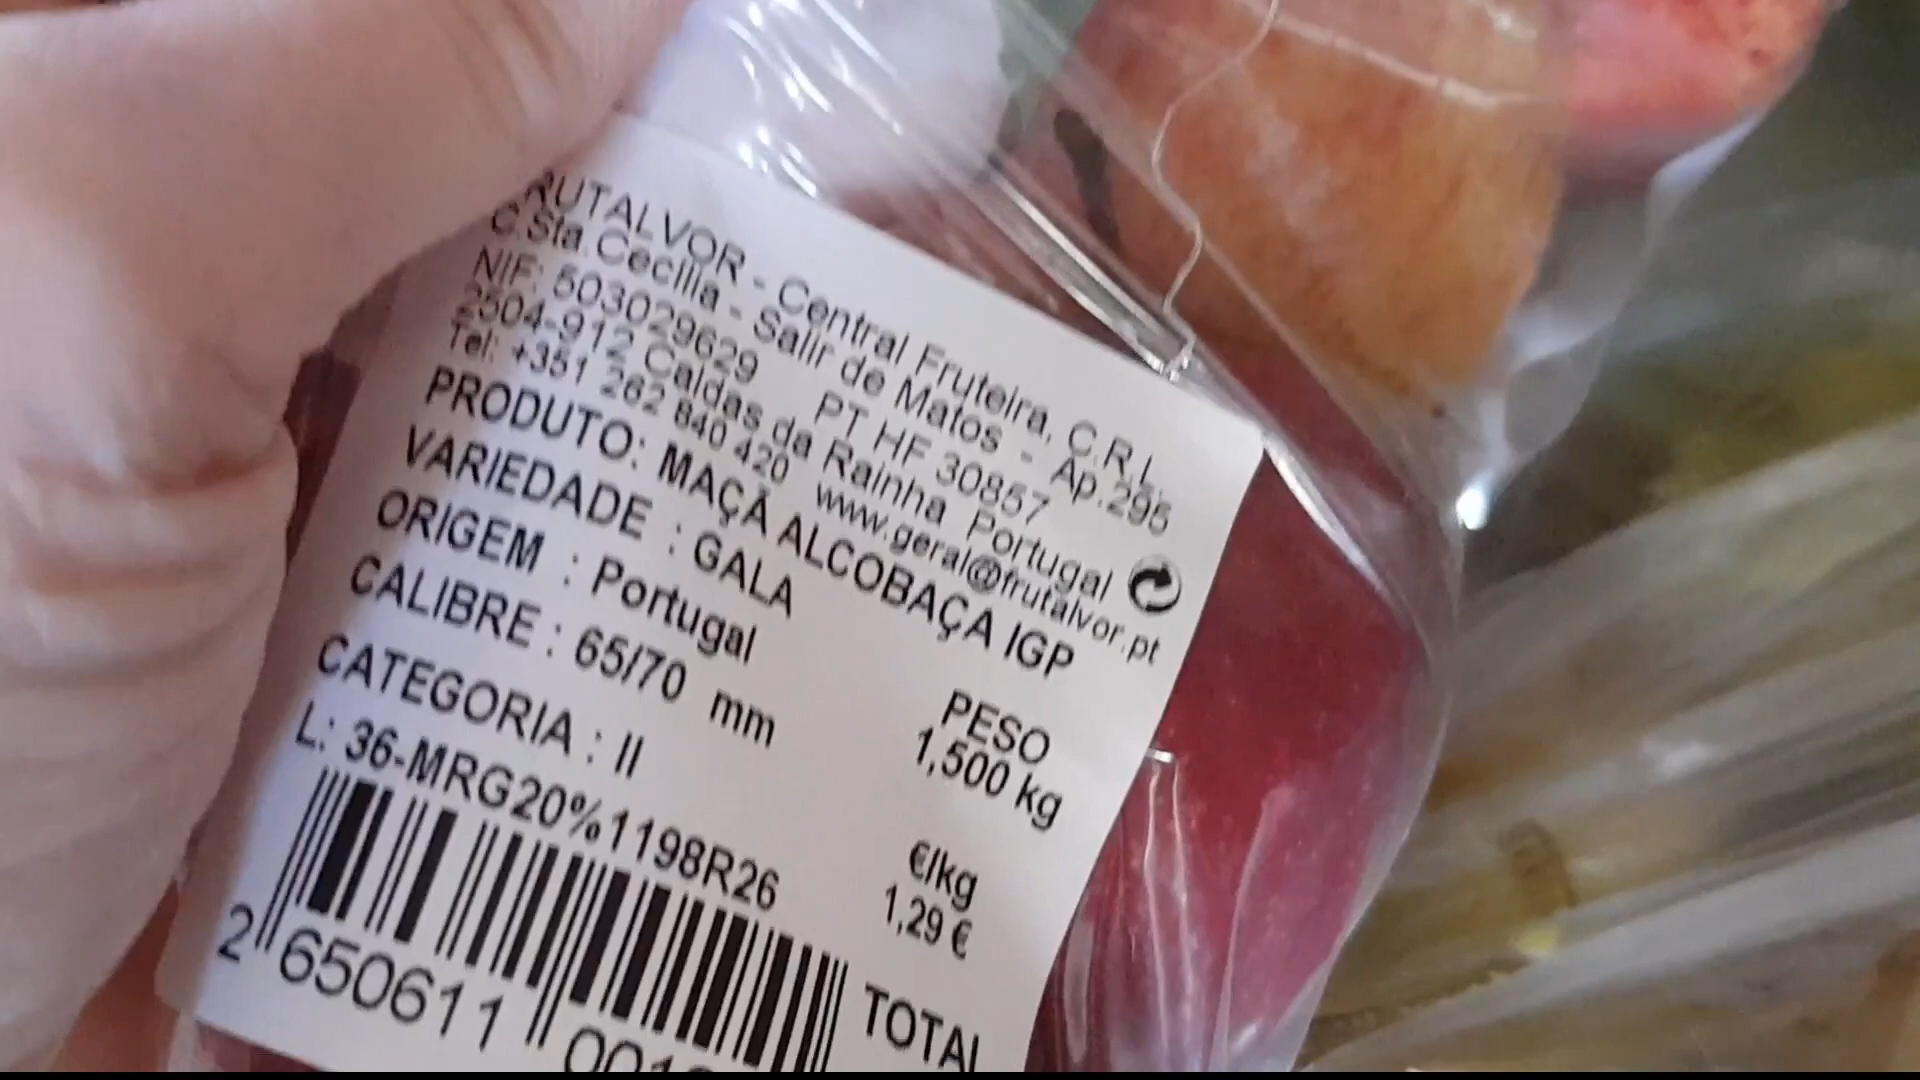 RUTALVOR - Central Fruteira, C.R.L.
C.Sta.Cecilia - Salir de Matos - Ap.295
NIF: 503029629 PT HF 30857
2504-912 Caldas da Rainha Portugal
Tel: +351 262 840 420 www.geral@frutalvor.pt
PRODUTO: MAÇÃ ALCOBAÇA IGP
VARIEDADE : GALA
ORIGEM : Portugal
CALIBRE : 65/70 mm
CATEGORIA : II
L: 36-MRG20%1198R26
PESO
1,500 kg
€/kg
1,29 €
TOTAL
2 650611